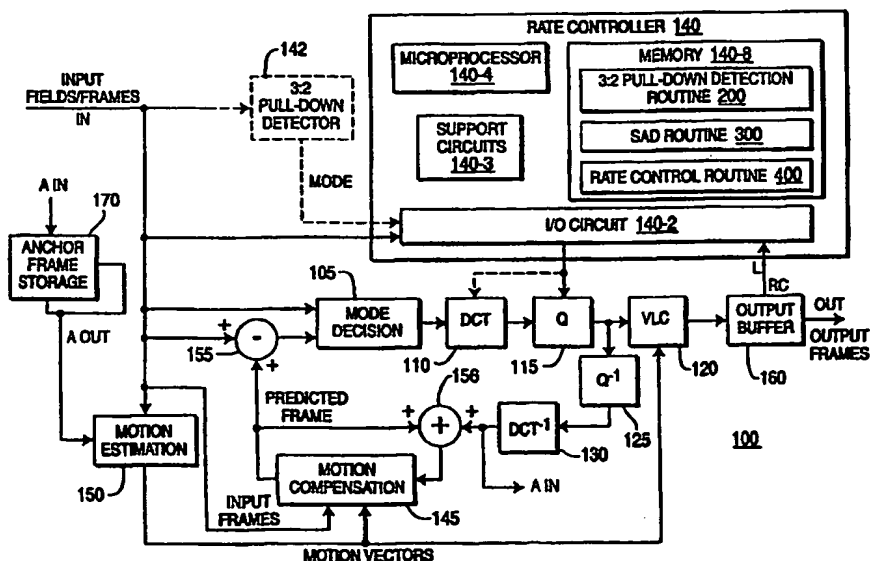 RATE CONTROLLER 140
MICROPROCESSOR
140-4
MEMORY 140-8
3:2 PULL-DOWN DETECTION
ROUTINE 200
SAD ROUTINE 300
RATE CONTROL ROUTINE 400
SUPPORT
CIRCUITS
140-3
I/O CIRCUIT 140-2
142
3:2
PULL-DOWN
DETECTOR
MODE
INPUT
FIELDS/FRAMES
IN
A IN
170
ANCHOR
FRAME
STORAGE
A OUT
105
MODE
DECISION
DCT
110
Q
115
VLC
120
RC
OUTPUT
BUFFER
160
OUT
OUTPUT
FRAMES
+
-
+
155
PREDICTED
FRAME
156
+
+
+
Q-1
125
DCT-1
130
A IN
100
MOTION
ESTIMATION
150
MOTION
COMPENSATION
145
INPUT
FRAMES
MOTION VECTORS